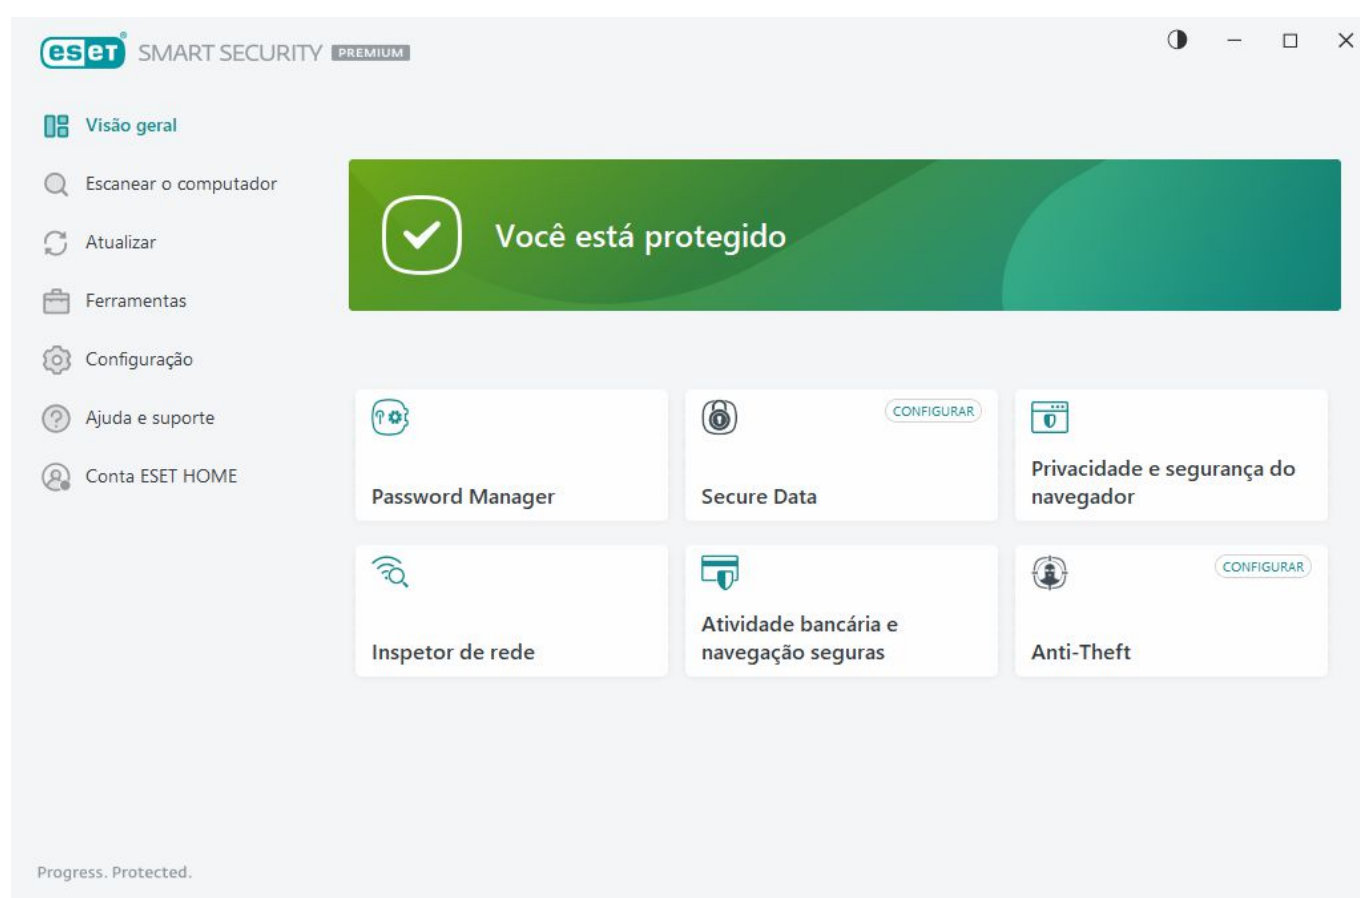 eset® SMART SECURITY PREMIUM
Visão geral
Escanear o computador
Atualizar
Ferramentas
Configuração
Ajuda e suporte
Conta ESET HOME
Você está protegido
Password Manager
CONFIGURAR
Secure Data
Privacidade e segurança do
navegador
Inspetor de rede
Atividade bancária e
navegação seguras
CONFIGURAR
Anti-Theft
Progress. Protected.